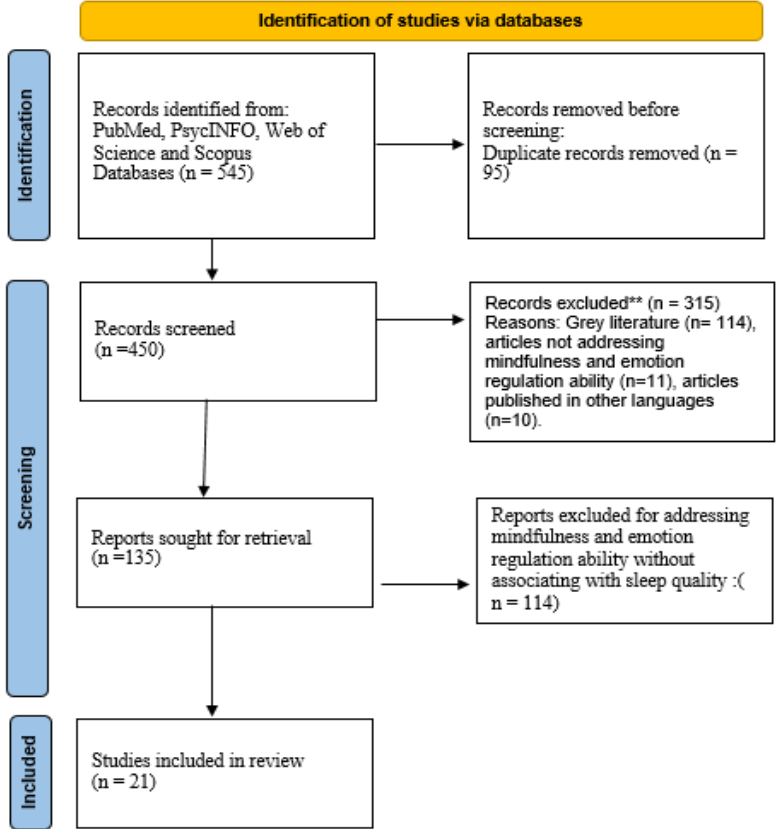 Identification of studies via databases
Identification
Records identified from:
PubMed, PsycINFO, Web of
Science and Scopus
Databases (n = 545)
Records removed before
screening:
Duplicate records removed (n =
95)
Screening
Records screened
(n =450)
Records excluded** (n = 315)
Reasons: Grey literature (n= 114),
articles not addressing
mindfulness and emotion
regulation ability (n=11), articles
published in other languages
(n=10).
Reports sought for retrieval
(n =135)
Reports excluded for addressing
mindfulness and emotion
regulation ability without
associating with sleep quality :(
n = 114)
Included
Studies included in review
(n = 21)